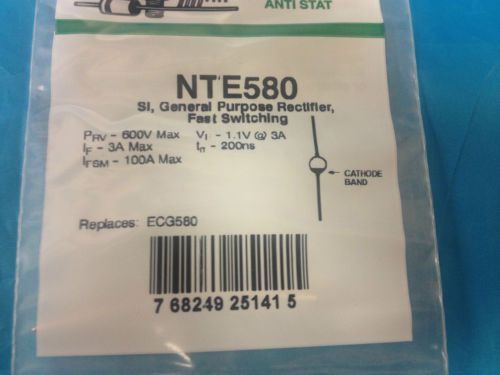 ANTI STAT
NTE580
Si, General Purpose Rectifier,
Fast Switching
PRV – 600V Max VF – 1.1V @ 3A
IF – 3A Max trr – 200ns
IFSM – 100A Max
CATHODE
BAND
Replaces: ECG580
7 68249 25141 5